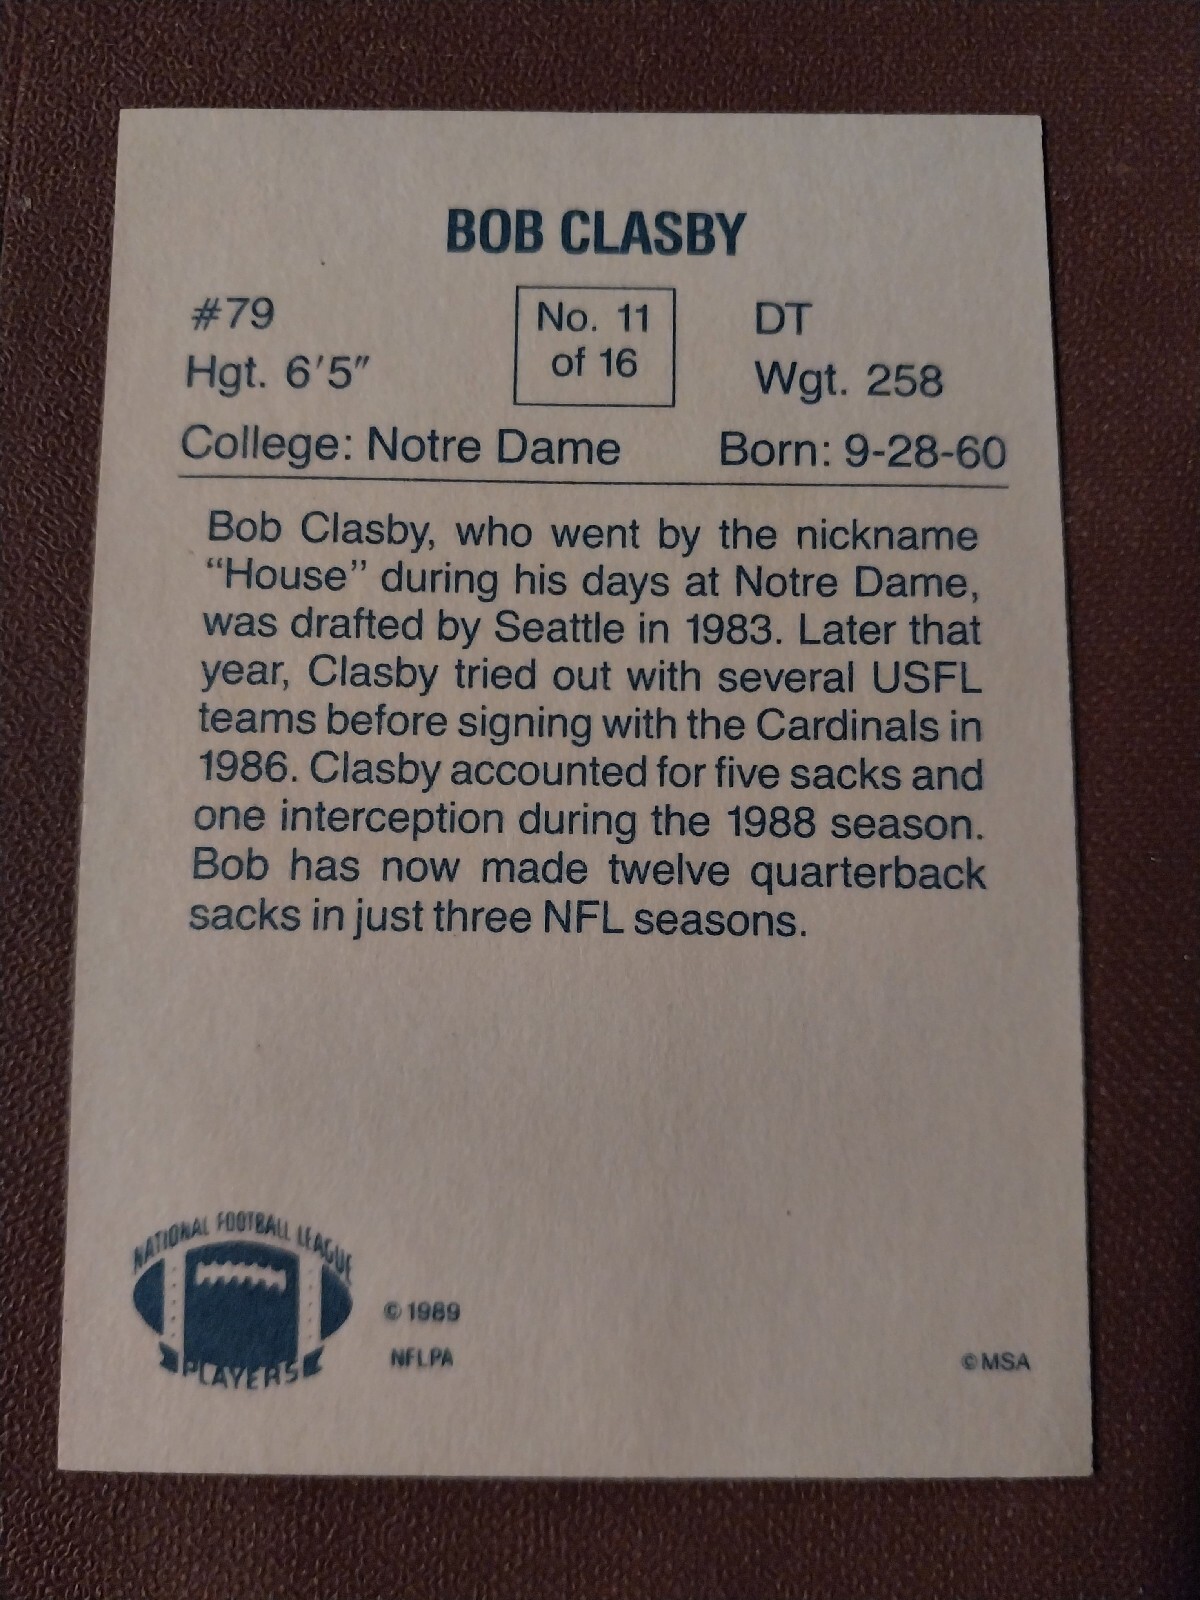 BOB CLASBY
#79
No. 11
of 16
DT
Hgt. 6'5"
Wgt. 258
College: Notre Dame
Born: 9-28-60
Bob Clasby, who went by the nickname
“House” during his days at Notre Dame,
was drafted by Seattle in 1983. Later that
year, Clasby tried out with several USFL
teams before signing with the Cardinals in
1986. Clasby accounted for five sacks and
one interception during the 1988 season.
Bob has now made twelve quarterback
sacks in just three NFL seasons.
NATIONAL FOOTBALL LEAGUE
PLAYERS
© 1989
NFLPA
© MSA